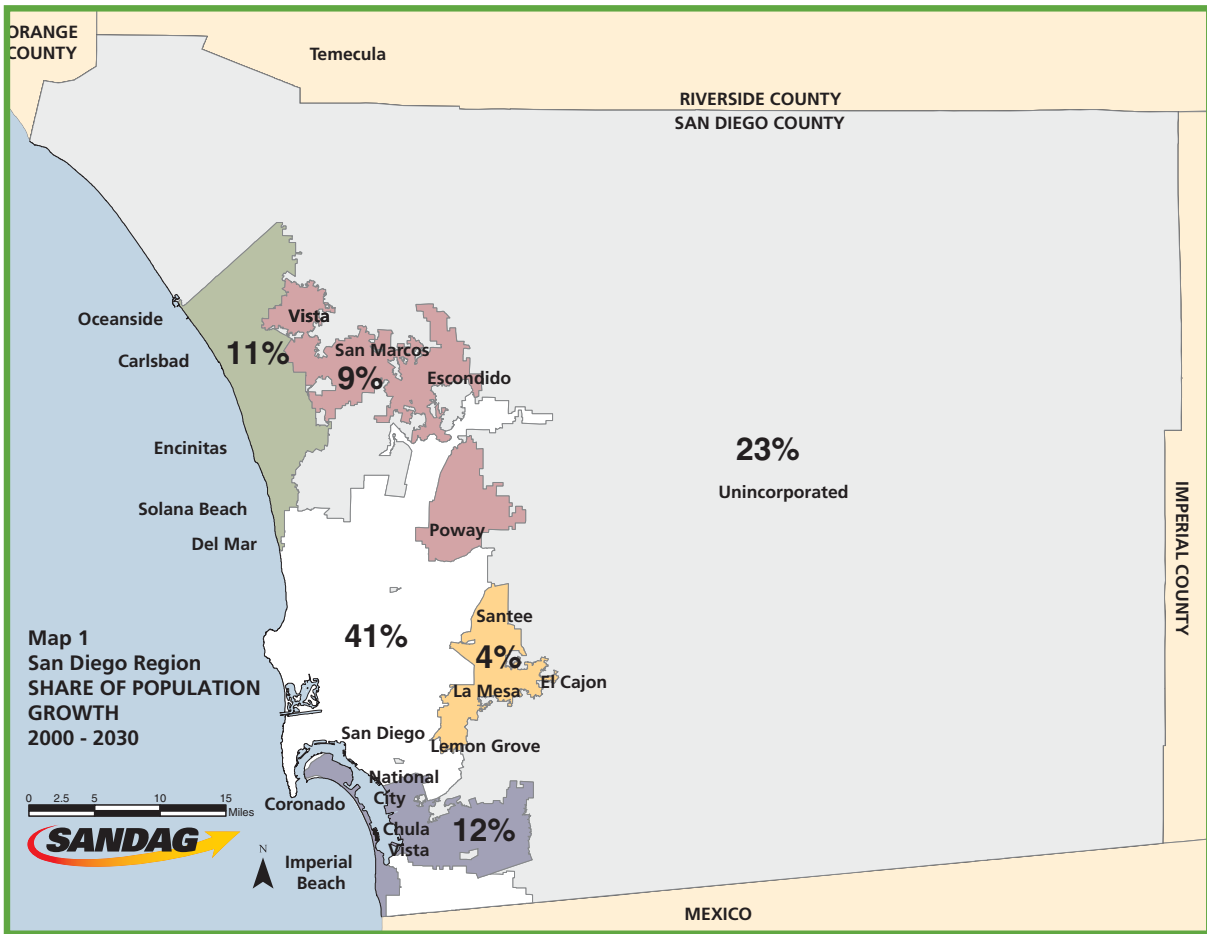 ORANGE
COUNTY
Temecula
RIVERSIDE COUNTY
SAN DIEGO COUNTY
Oceanside
Vista
Carlsbad
11%
San Marcos
9%
Escondido
Encinitas
23%
Unincorporated
Solana Beach
Poway
Del Mar
IMPERIAL COUNTY
Santee
41%
4%
La Mesa
El Cajon
San Diego
Lemon Grove
Map 1
San Diego Region
SHARE OF POPULATION
GROWTH
2000 - 2030
National
City
Coronado
Chula
Vista
12%
Imperial
Beach
0 2.5 5 10 15
Miles
SANDAG
N
MEXICO